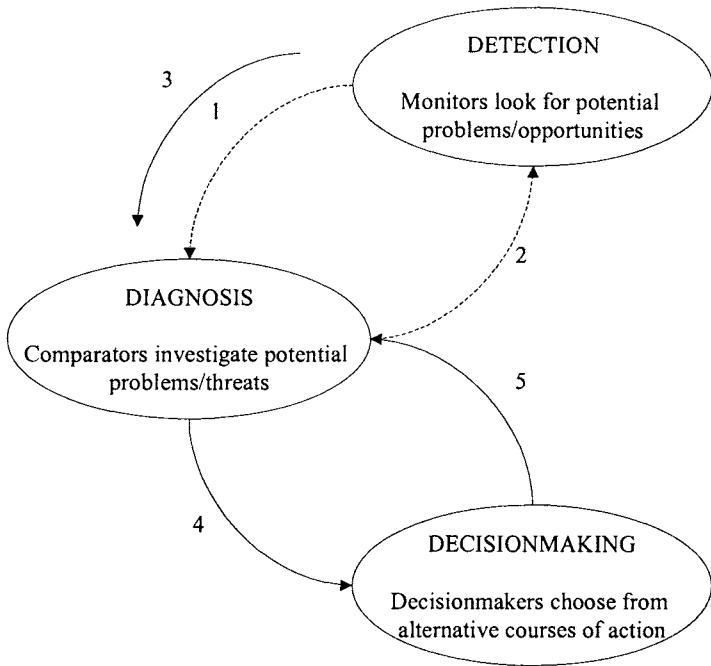 DETECTION
Monitors look for potential
problems/opportunities
3
1
2
DIAGNOSIS
Comparators investigate potential
problems/threats
5
4
DECISIONMAKING
Decisionmakers choose from
alternative courses of action